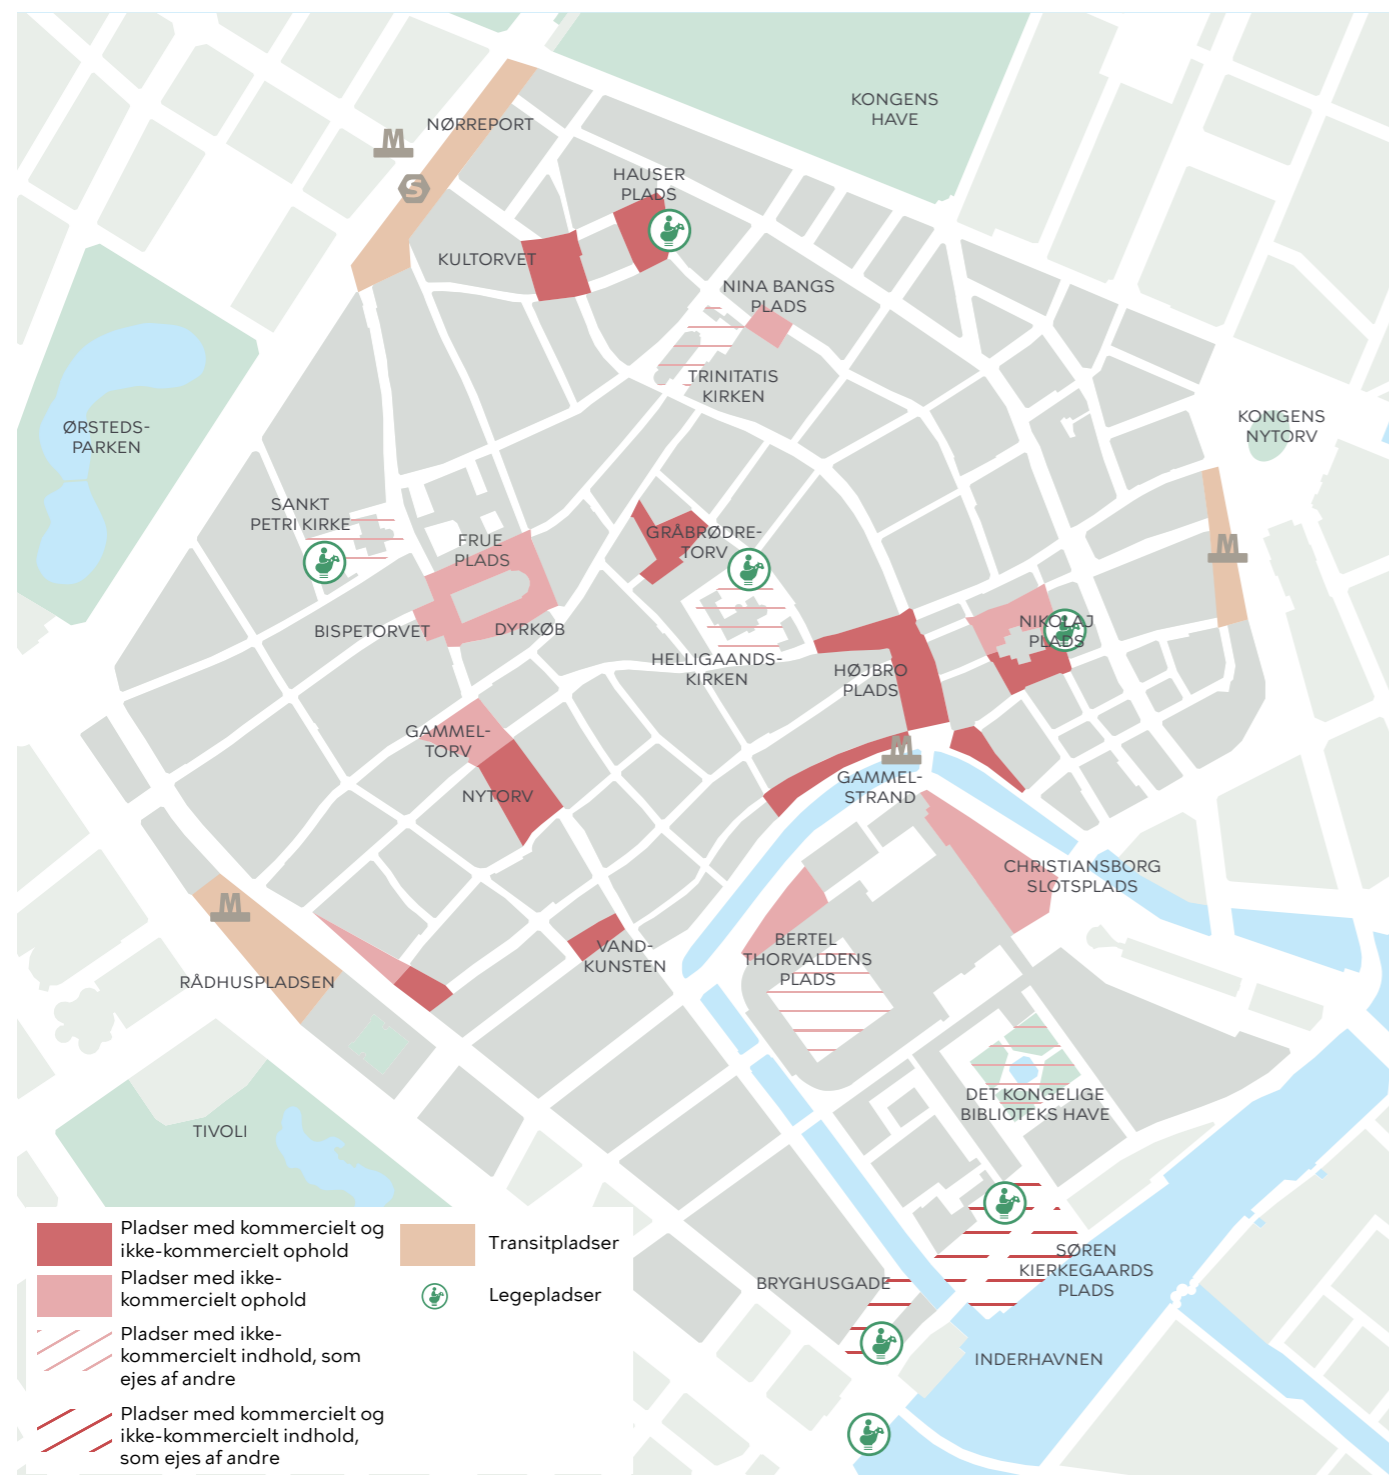 KONGENS
HAVE
NØRREPORT
M
S
HAUSER
PLADS
KULTORVET
NINA BANGS
PLADS
TRINITATIS
KIRKEN
KONGENS
NYTORV
ØRSTEDS-
PARKEN
SANKT
PETRI KIRKE
FRUE
PLADS
GRÅBRØDRE-
TORV
M
BISPETORVET
DYRKØB
NIKOLAJ
PLADS
HELLIGAANDS-
KIRKEN
HØJBRO
PLADS
GAMMEL-
TORV
M
NYTORV
GAMMEL-
STRAND
CHRISTIANSBORG
SLOTSPLADS
M
VAND-
KUNSTEN
BERTEL
THORVALDENS
PLADS
RÅDHUSPLADSEN
DET KONGELIGE
BIBLIOTEKS HAVE
TIVOLI
SØREN
KIERKEGAARDS
PLADS
BRYGHUSGADE
INDERHAVNEN
Pladser med kommercielt og
ikke-kommercielt ophold
Pladser med ikke-
kommercielt ophold
Pladser med ikke-
kommercielt indhold, som
ejes af andre
Pladser med kommercielt og
ikke-kommercielt indhold,
som ejes af andre
Transitpladser
Legepladser